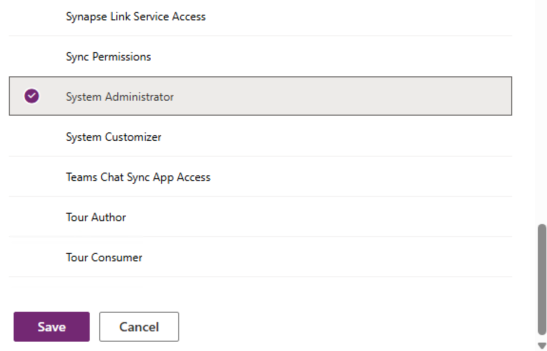 Synapse Link Service Access
Sync Permissions
System Administrator
System Customizer
Teams Chat Sync App Access
Tour Author
Tour Consumer
Save
Cancel